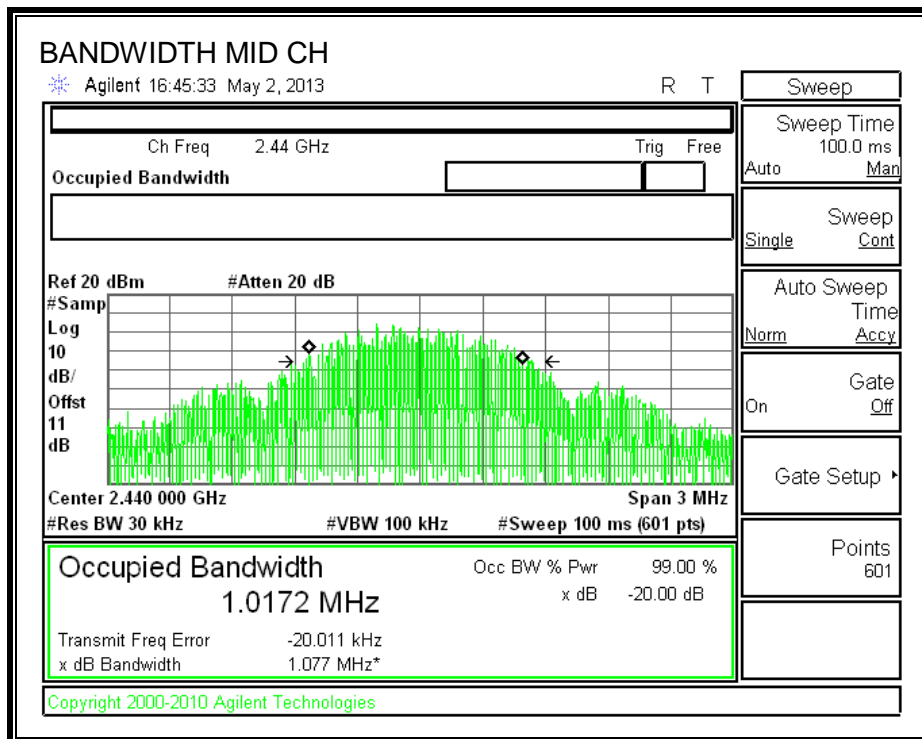 BANDWIDTH MID CH
Agilent 16:45:33 May 2, 2013 R T
Ch Freq 2.44 GHz Trig Free
Occupied Bandwidth
Ref 20 dBm #Atten 20 dB
#Samp
Log
10
dB/
Offst
11
dB
Center 2.440 000 GHz Span 3 MHz
#Res BW 30 kHz #VBW 100 kHz #Sweep 100 ms (601 pts)
Occupied Bandwidth Occ BW % Pwr 99.00 %
1.0172 MHz x dB -20.00 dB
Transmit Freq Error -20.011 kHz
x dB Bandwidth 1.077 MHz*
Copyright 2000-2010 Agilent Technologies
Sweep
Sweep Time
100.0 ms
Auto Man
Sweep
Single Cont
Auto Sweep
Time
Norm Accy
Gate
On Off
Gate Setup
Points
601